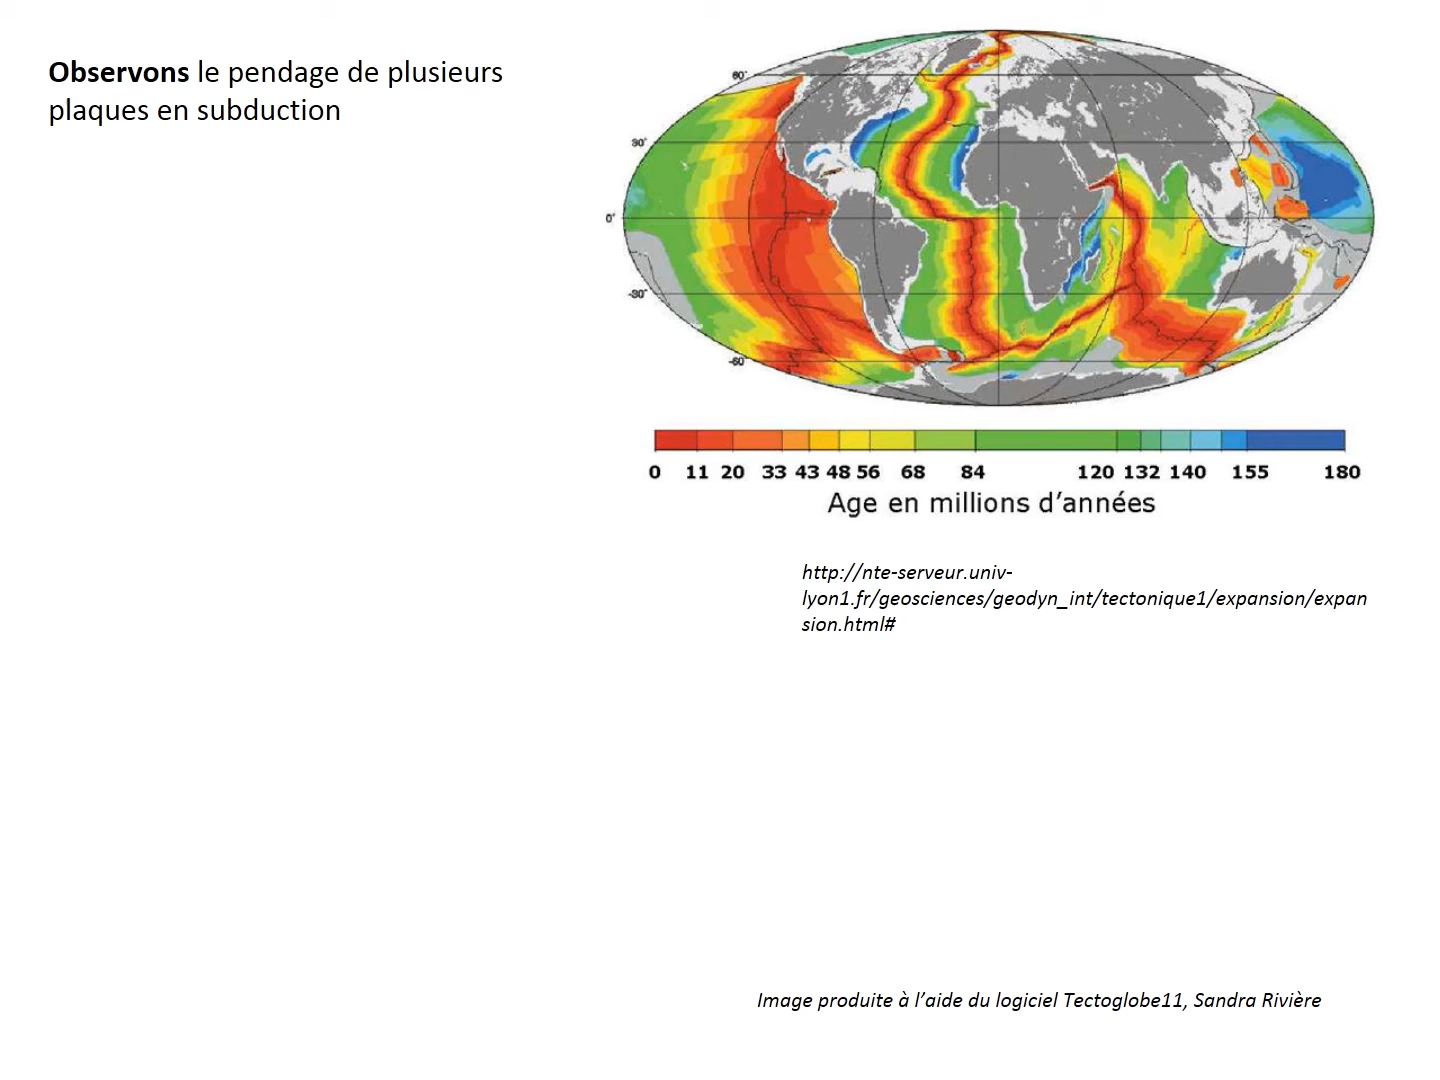 Observons le pendage de plusieurs
plaques en subduction
60°
30°
0°
-30°
-60°
0 11 20 33 43 48 56 68 84 120 132 140 155 180
Age en millions d’années
http://nte-serveur.univ-
lyon1.fr/geosciences/geodyn_int/tectonique1/expansion/expan
sion.html#
Image produite à l’aide du logiciel Tectoglobe11, Sandra Rivière